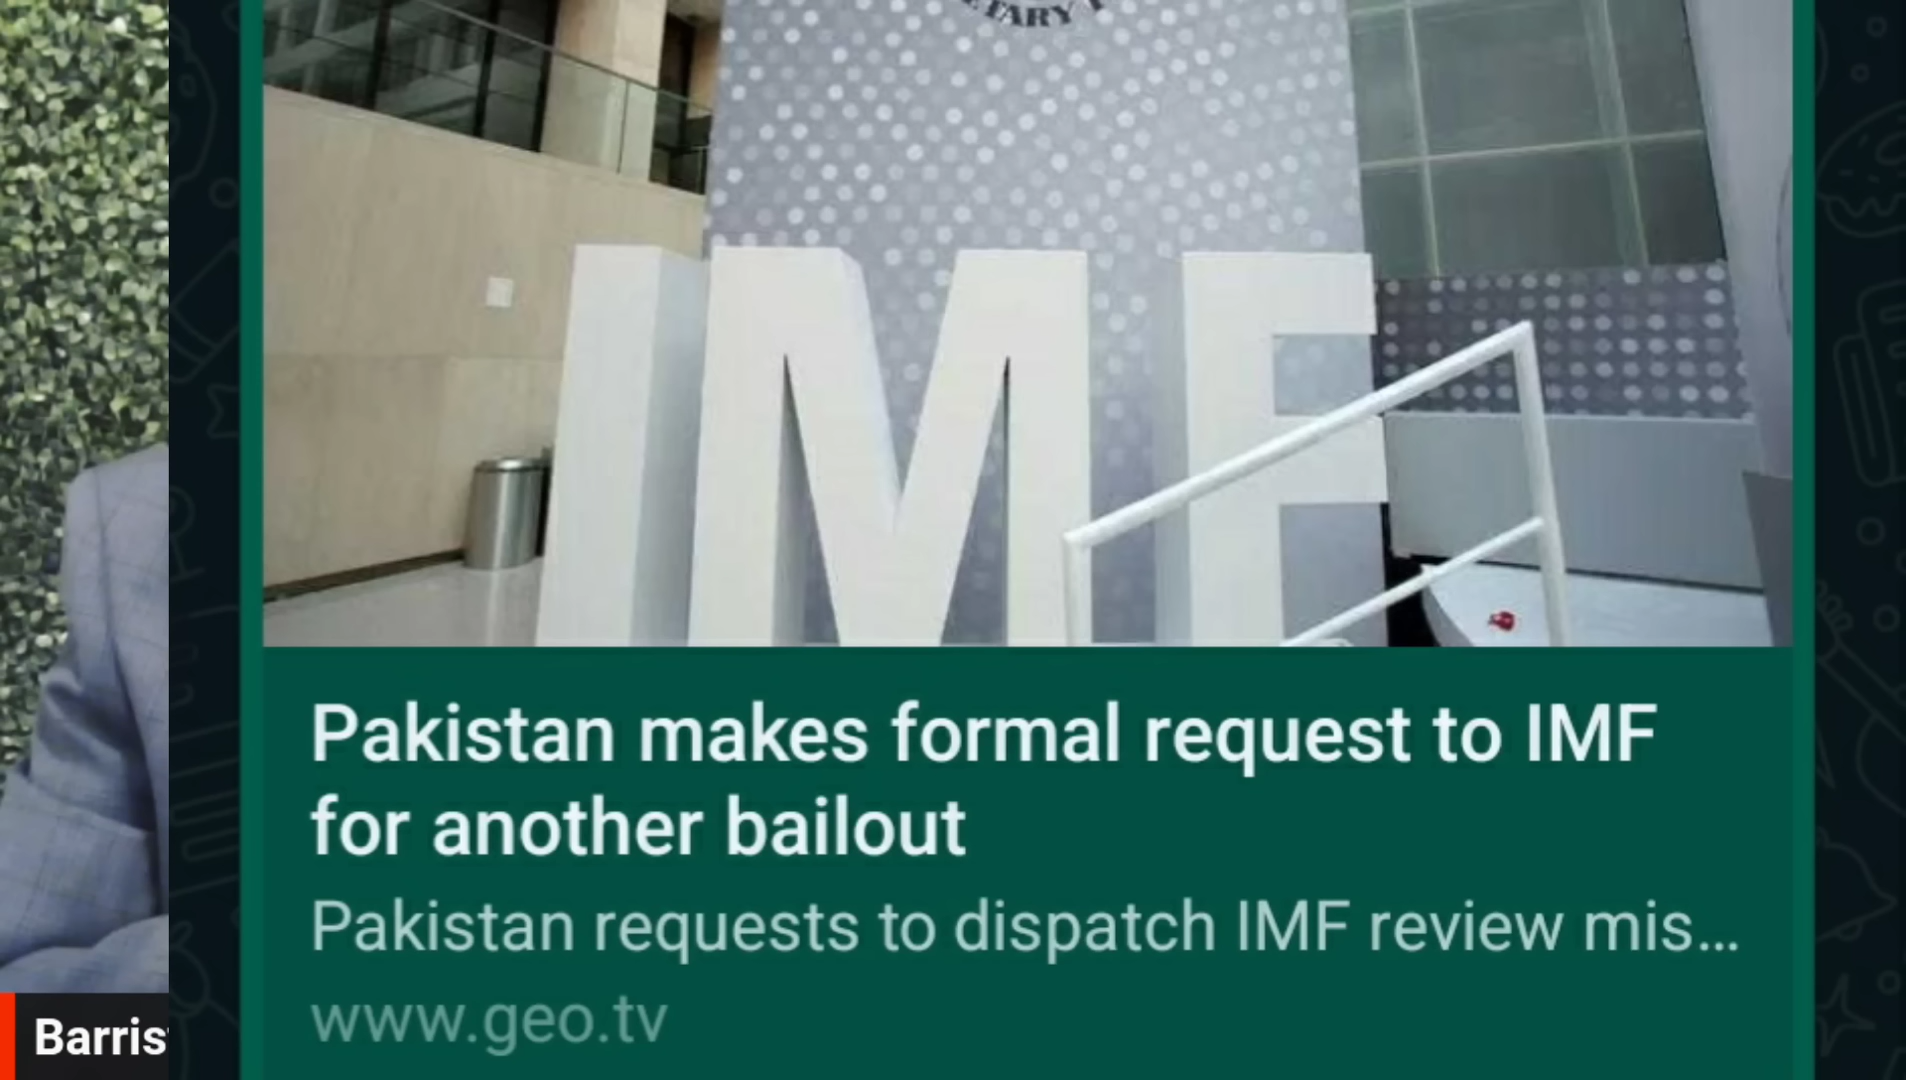 IMF
Pakistan makes formal request to IMF
for another bailout
Pakistan requests to dispatch IMF review mis...
www.geo.tv